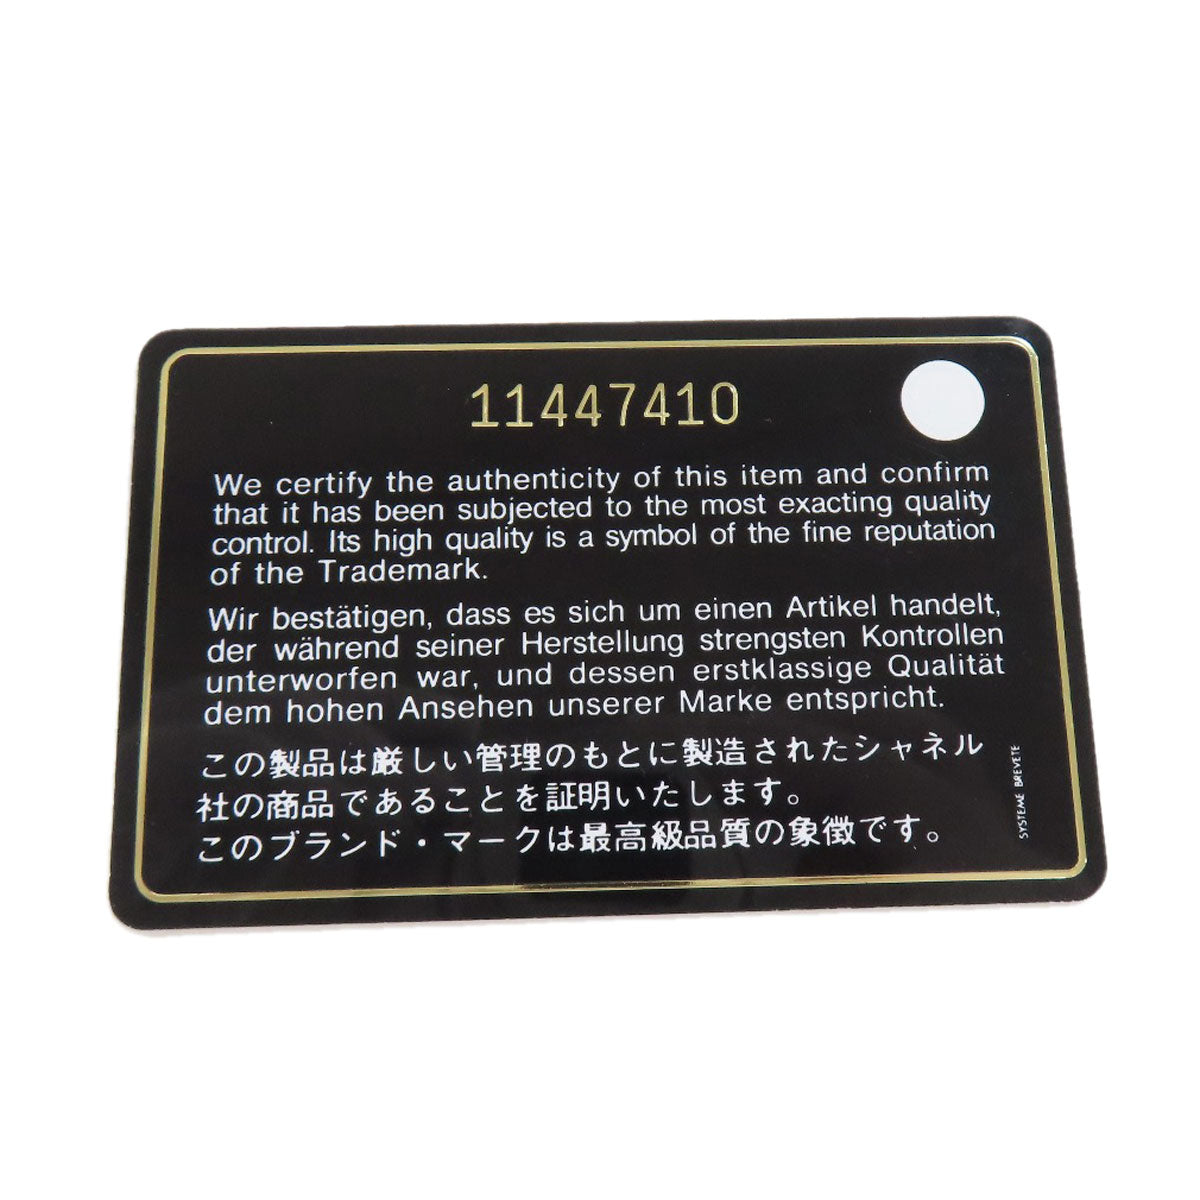 11447410
We certify the authenticity of this item and confirm
that it has been subjected to the most exacting quality
control. Its high quality is a symbol of the fine reputation
of the Trademark.
Wir bestätigen, dass es sich um einen Artikel handelt,
der während seiner Herstellung strengsten Kontrollen
unterworfen war, und dessen erstklassige Qualität
dem hohen Ansehen unserer Marke entspricht.
この製品は厳しい管理のもとに製造されたシャネル
社の商品であることを証明いたします。
このブランド・マークは最高級品質の象徴です。
SYSTEME BREVETE